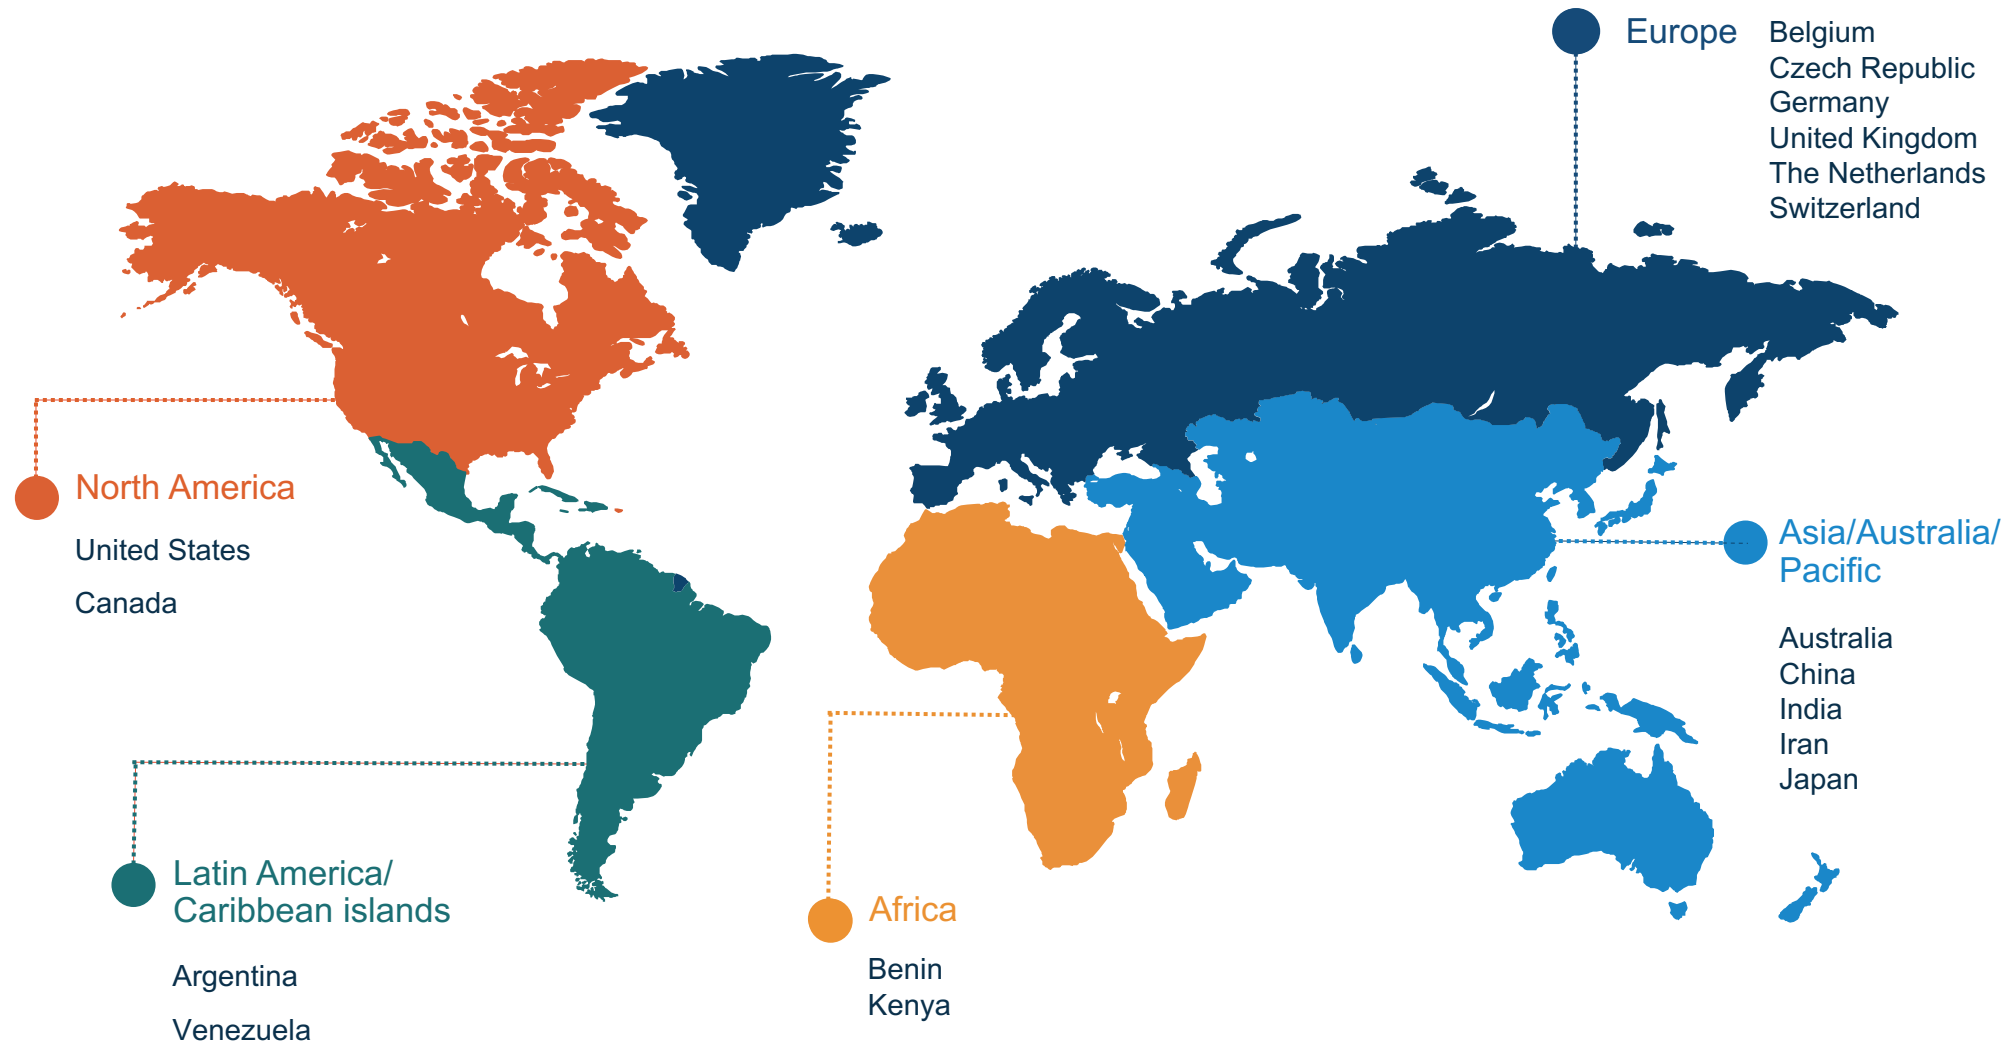 Europe
Belgium
Czech Republic
Germany
United Kingdom
The Netherlands
Switzerland
North America
United States
Canada
Asia/Australia/
Pacific
Australia
China
India
Iran
Japan
Latin America/
Caribbean islands
Argentina
Venezuela
Africa
Benin
Kenya